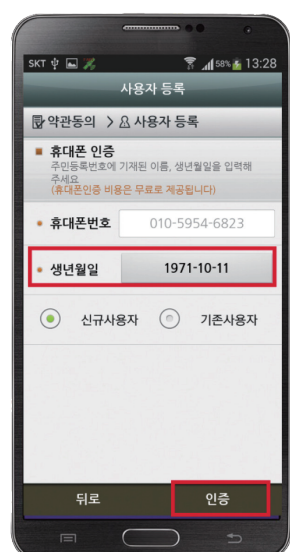 SKT 58% 13:28
사용자 등록
약관동의 > 사용자 등록
휴대폰 인증
주민등록번호에 기재된 이름, 생년월일을 입력해
주세요
(휴대폰인증 비용은 무료로 제공됩니다)
휴대폰번호 010-5954-6823
생년월일 1971-10-11
신규사용자 기존사용자
뒤로 인증